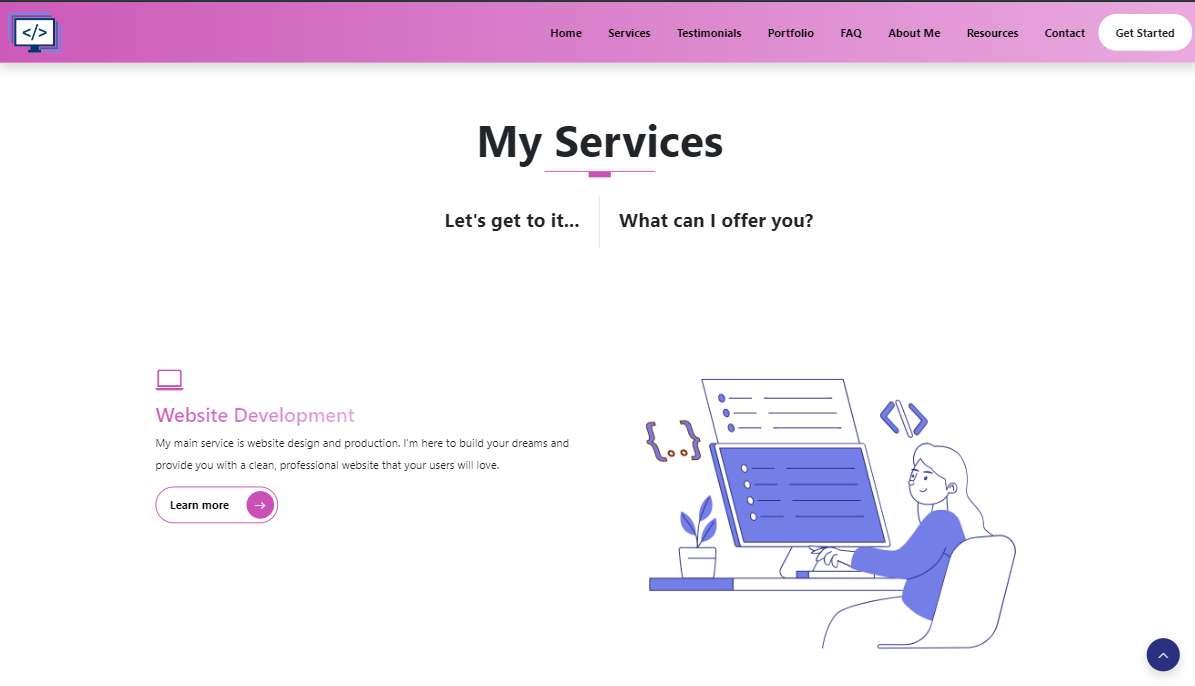 </>
Home Services Testimonials Portfolio FAQ About Me Resources Contact Get Started
My Services
Let's get to it...
What can I offer you?
Website Development
My main service is website design and production. I'm here to build your dreams and
provide you with a clean, professional website that your users will love.
Learn more
{..}
<\>